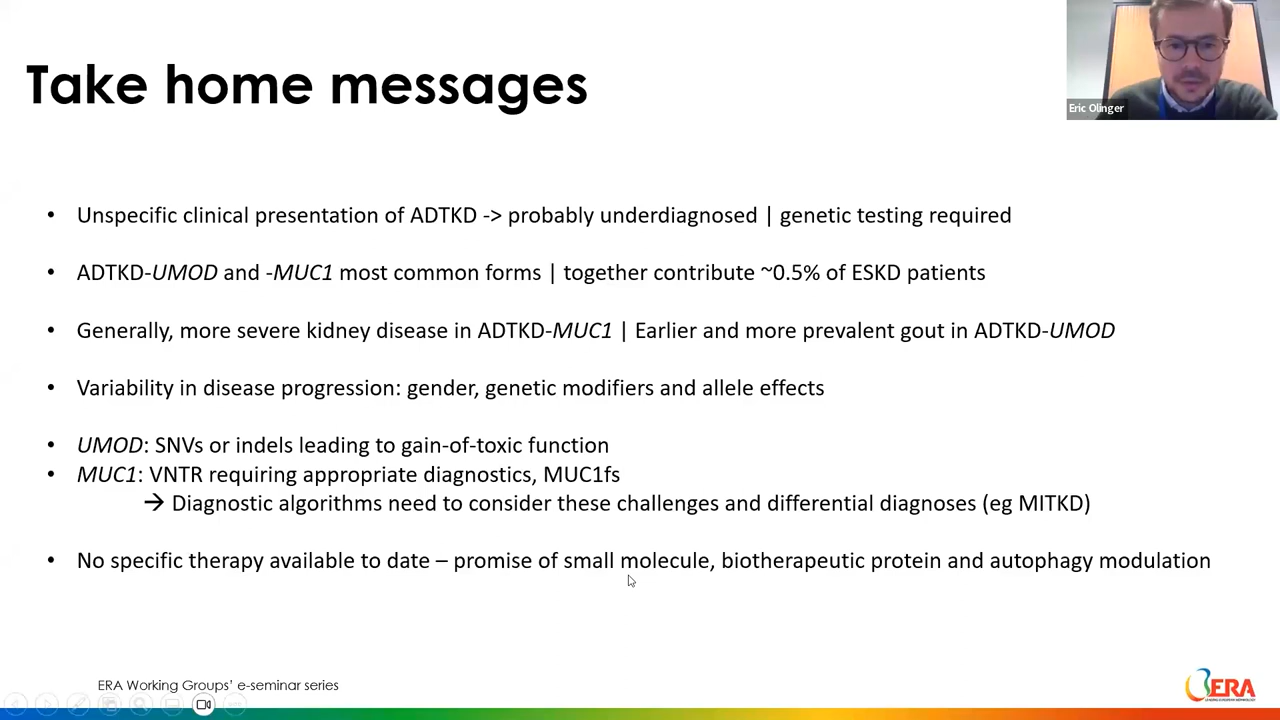 Take home messages
Eric Olinger
• Unspecific clinical presentation of ADTKD -> probably underdiagnosed | genetic testing required
• ADTKD-UMOD and -MUC1 most common forms | together contribute ~0.5% of ESKD patients
• Generally, more severe kidney disease in ADTKD-MUC1 | Earlier and more prevalent gout in ADTKD-UMOD
• Variability in disease progression: gender, genetic modifiers and allele effects
• UMOD: SNVs or indels leading to gain-of-toxic function
• MUC1: VNTR requiring appropriate diagnostics, MUC1fs
→ Diagnostic algorithms need to consider these challenges and differential diagnoses (eg MITKD)
• No specific therapy available to date – promise of small molecule, biotherapeutic protein and autophagy modulation
ERA Working Groups’ e-seminar series
ERA
LEADING EUROPEAN NEPHROLOGY